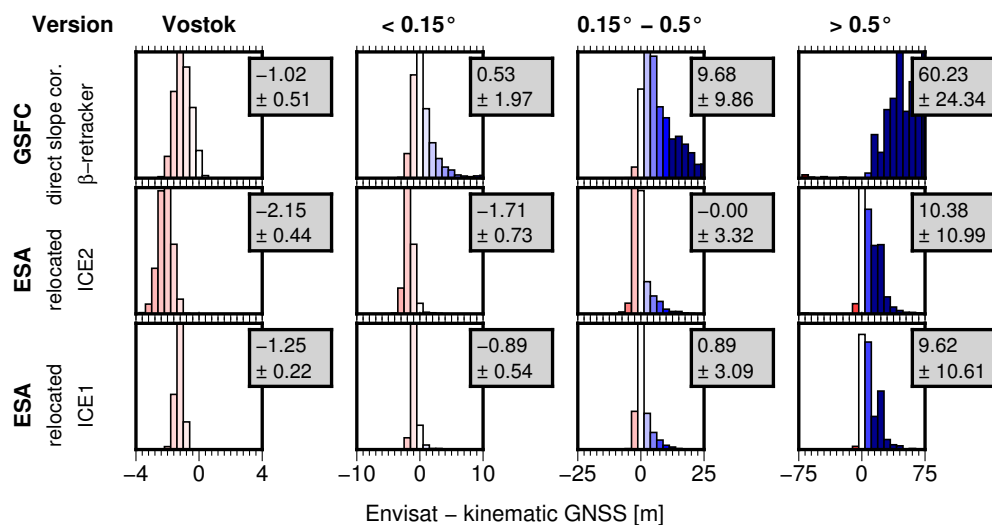 Version Vostok < 0.15° 0.15° − 0.5° > 0.5°
GSFC
direct slope cor.
β−retracker
−1.02
± 0.51
0.53
± 1.97
9.68
± 9.86
60.23
± 24.34
ESA
relocated
ICE2
−2.15
± 0.44
−1.71
± 0.73
−0.00
± 3.32
10.38
± 10.99
ESA
relocated
ICE1
−1.25
± 0.22
−0.89
± 0.54
0.89
± 3.09
9.62
± 10.61
−4 0 4 −10 0 10 −25 0 25 −75 0 75
Envisat − kinematic GNSS [m]